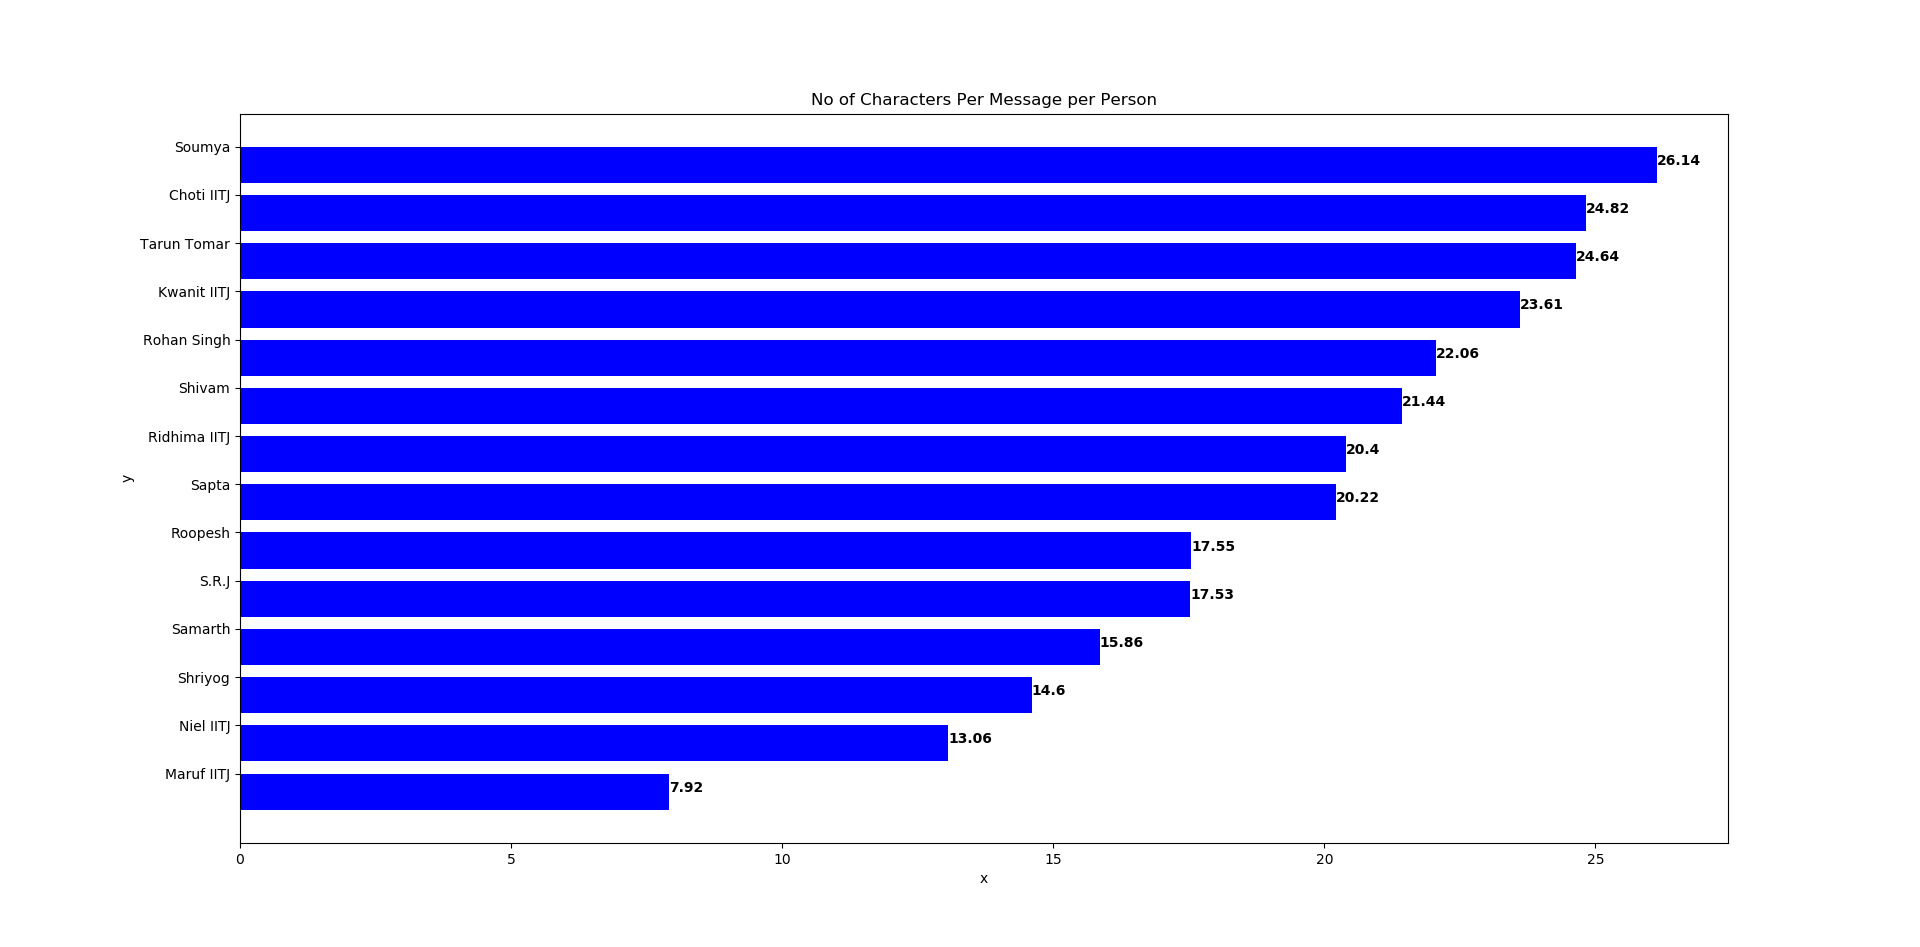 No of Characters Per Message per Person
Soumya 26.14
Choti IITJ 24.82
Tarun Tomar 24.64
Kwanit IITJ 23.61
Rohan Singh 22.06
Shivam 21.44
Ridhima IITJ 20.4
Sapta 20.22
y
Roopesh 17.55
S.R.J 17.53
Samarth 15.86
Shriyog 14.6
Niel IITJ 13.06
Maruf IITJ 7.92
0 5 10 15 20 25
x